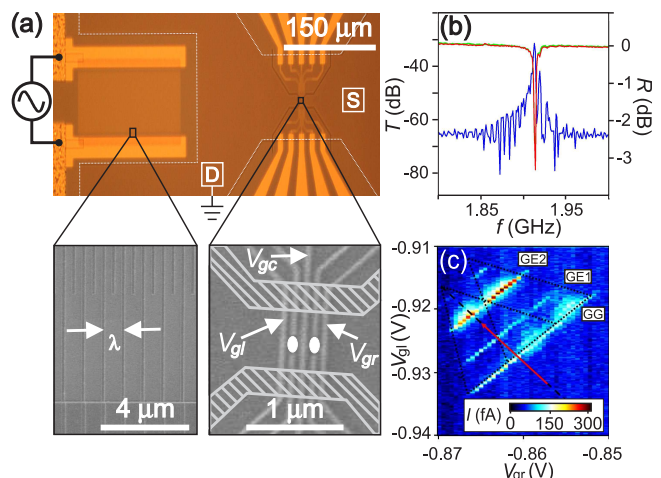 (a)
150 μm
S
D
V_gc
V_gl
V_gr
λ
4 μm
1 μm
(b)
-40
-60
-80
T (dB)
0
-1
-2
-3
R (dB)
1.85
1.95
f (GHz)
(c)
-0.91
-0.92
-0.93
-0.94
V_gl (V)
GE2
GE1
GG
I (fA)
0
150
300
-0.87
-0.86
-0.85
V_gr (V)